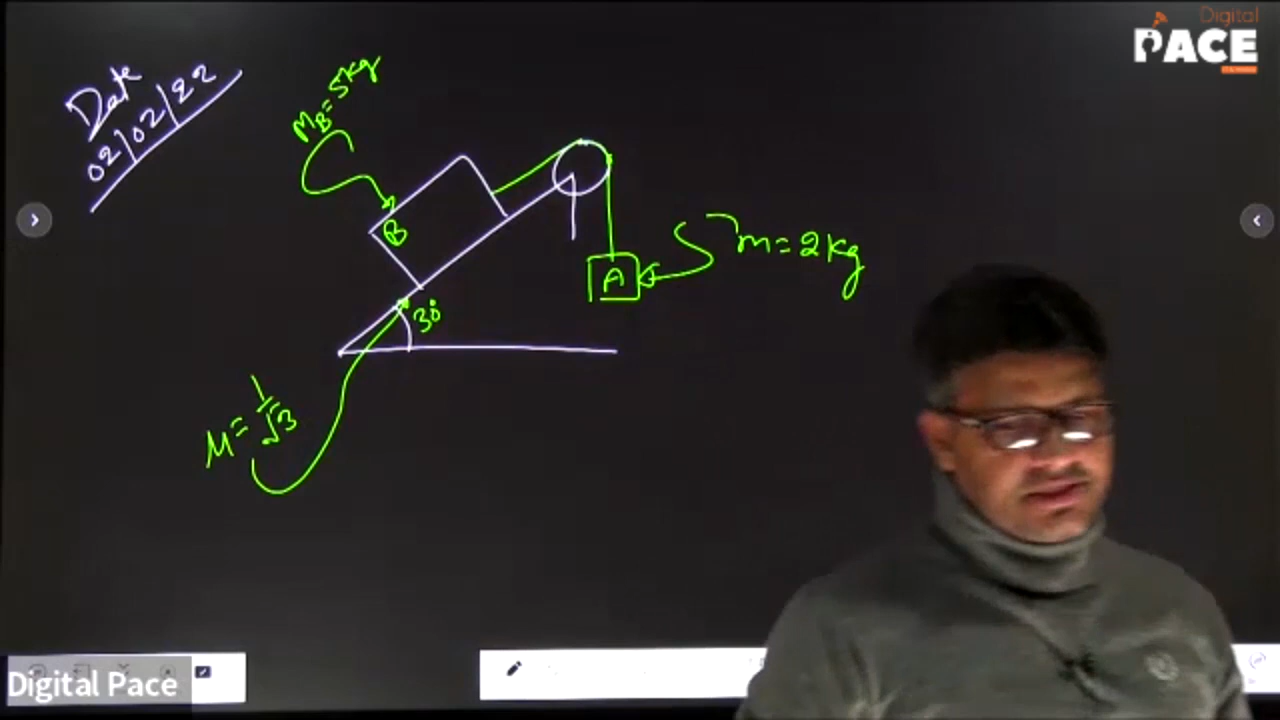 Digital
PACE
Date
02/02/22
M_B = 5kg
B
m = 2kg
A
30°
μ = 1/√3
Digital Pace